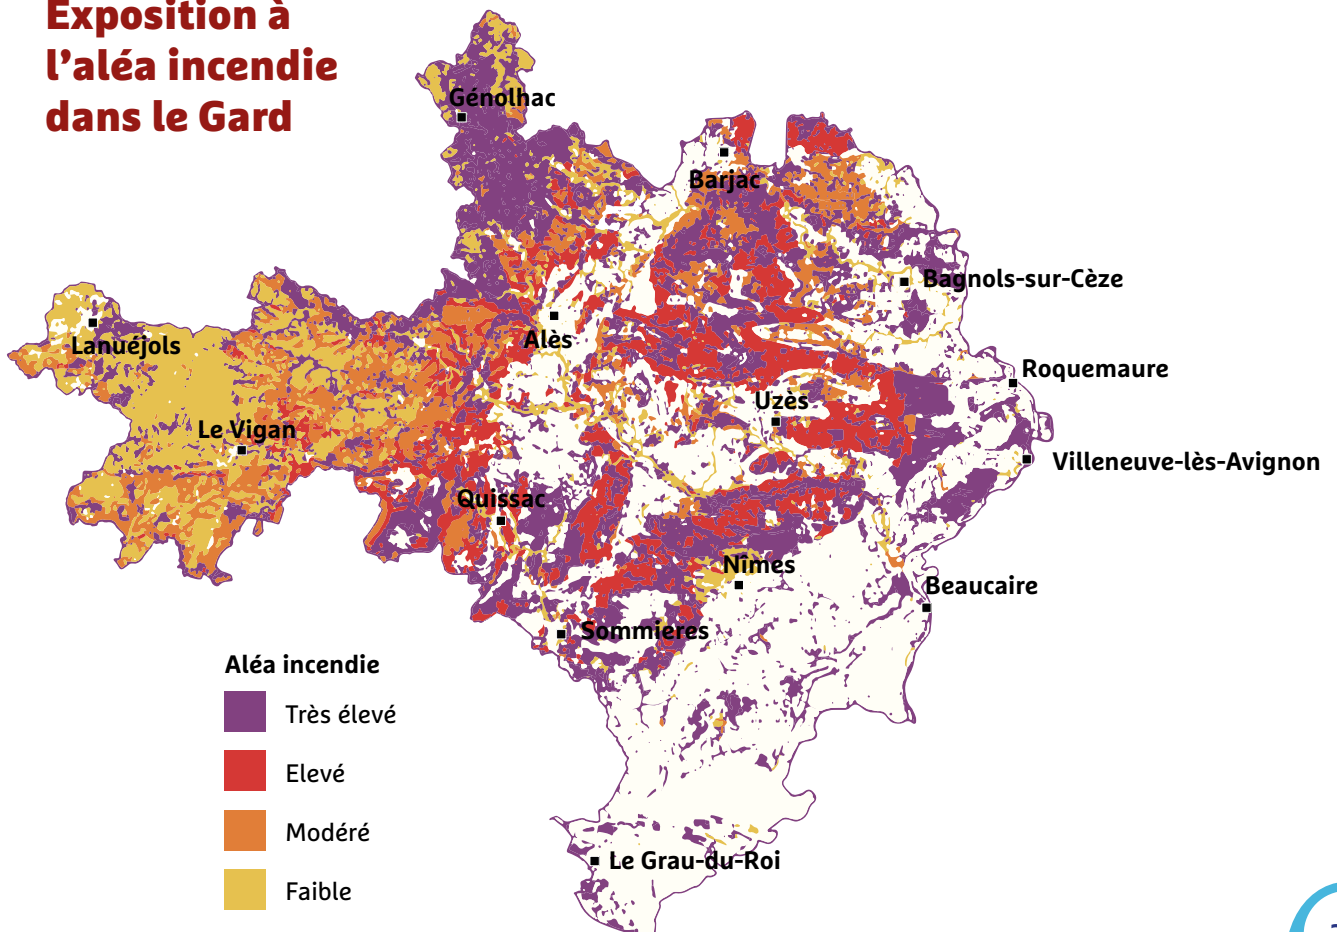 Exposition à
l'aléa incendie
dans le Gard
Génolhac
Barjac
Bagnols-sur-Cèze
Lanuéjols
Alès
Roquemaure
Uzès
Le Vigan
Villeneuve-lès-Avignon
Quissac
Nîmes
Beaucaire
Sommieres
Aléa incendie
Très élevé
Elevé
Modéré
Faible
Le Grau-du-Roi